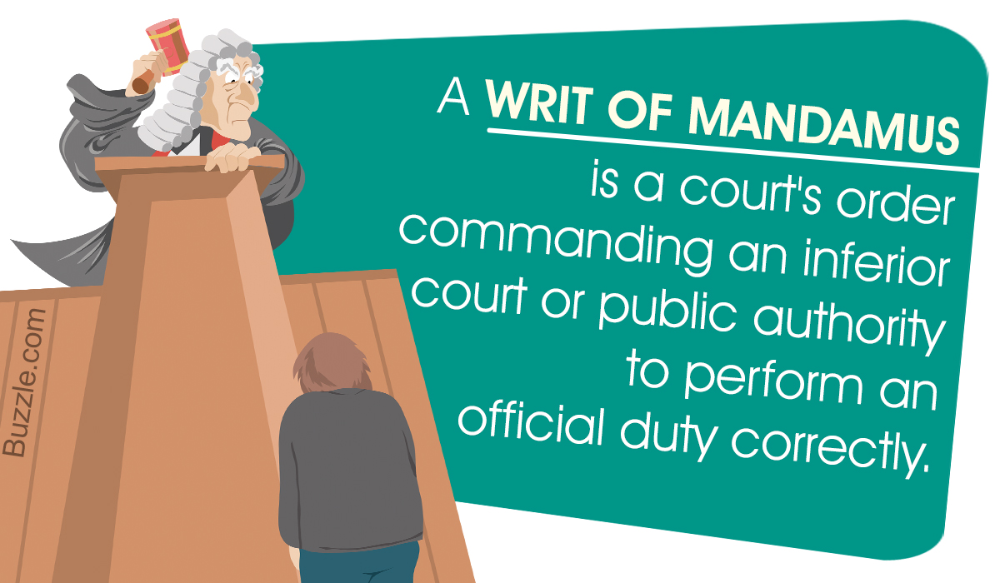 A WRIT OF MANDAMUS
is a court's order
commanding an inferior
court or public authority
to perform an
official duty correctly.
Buzzle.com